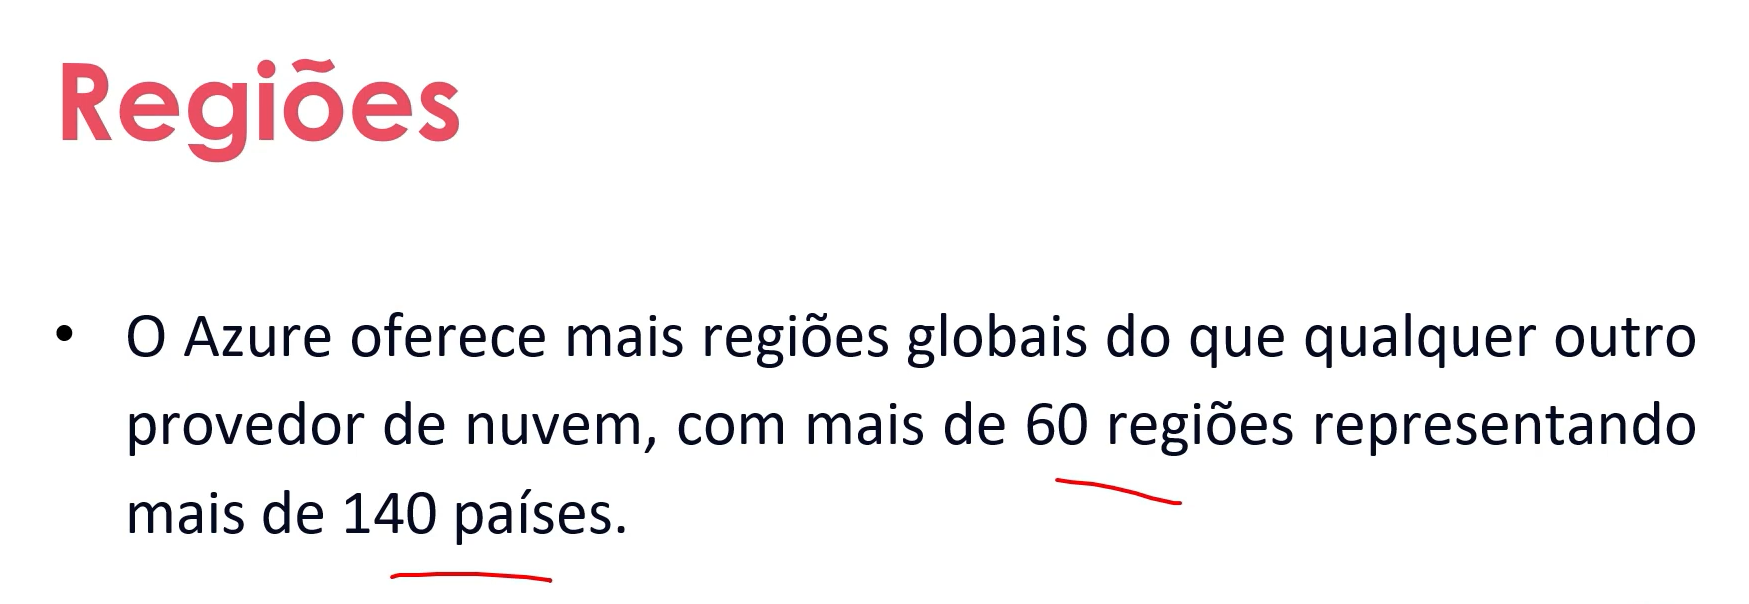 Regiões
• O Azure oferece mais regiões globais do que qualquer outro
provedor de nuvem, com mais de 60 regiões representando
mais de 140 países.